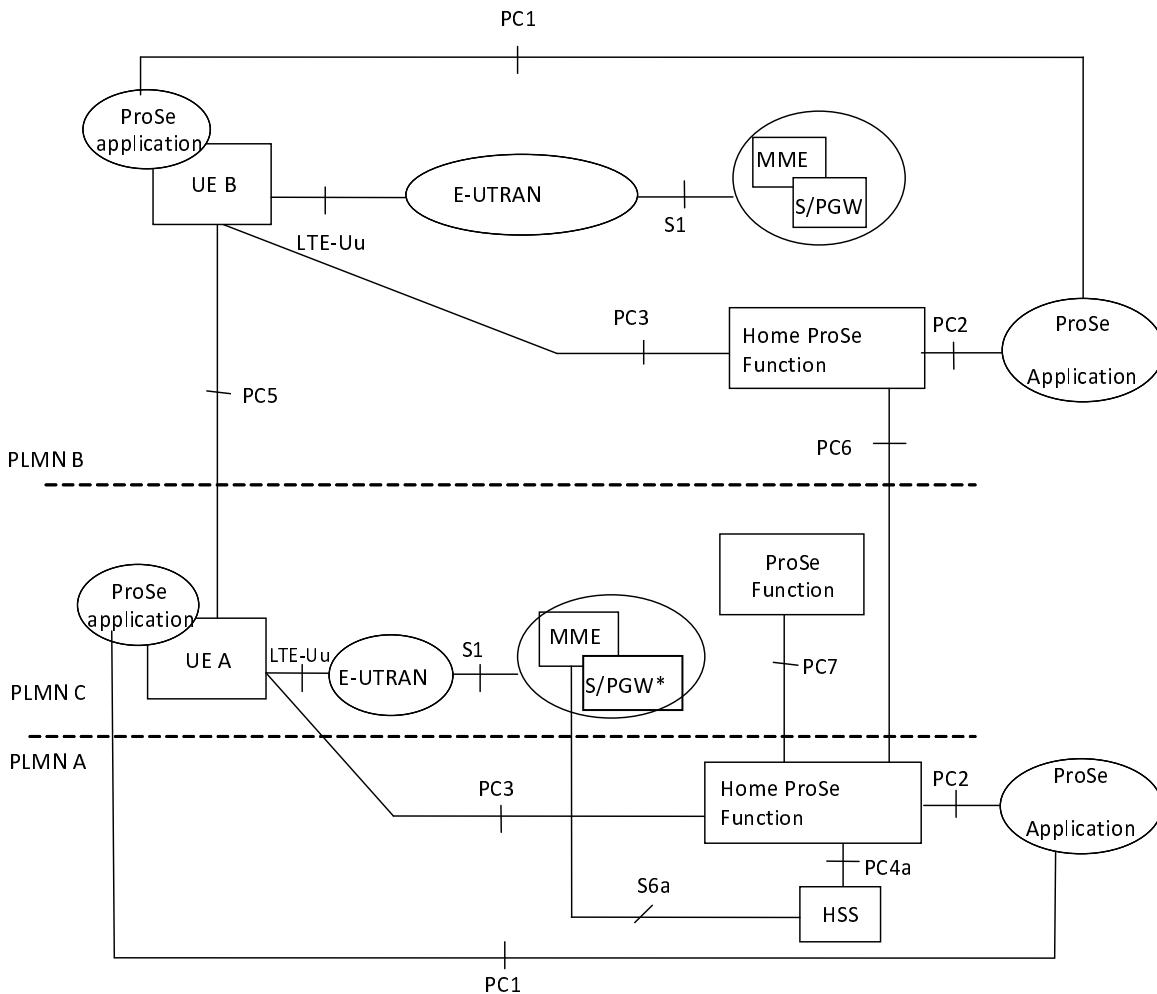 PC1
ProSe
application
UE B
LTE-Uu
E-UTRAN
S1
MME
S/PGW
PC3
Home ProSe
Function
PC2
ProSe
Application
PC5
PC6
PLMN B
ProSe
application
UE A
LTE-Uu
E-UTRAN
S1
MME
S/PGW*
ProSe
Function
PC7
PLMN C
PLMN A
PC3
Home ProSe
Function
PC2
ProSe
Application
PC4a
S6a
HSS
PC1